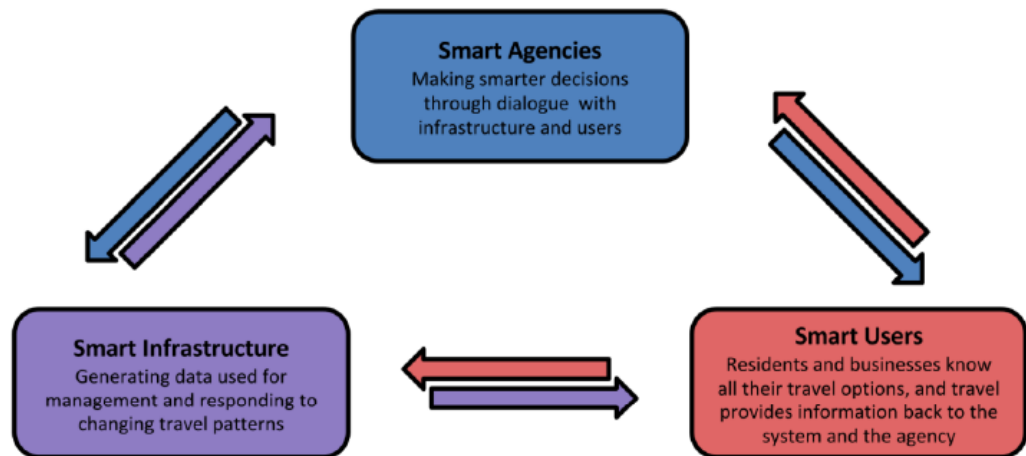 Smart Agencies
Making smarter decisions
through dialogue with
infrastructure and users
Smart Infrastructure
Generating data used for
management and responding to
changing travel patterns
Smart Users
Residents and businesses know
all their travel options, and travel
provides information back to the
system and the agency